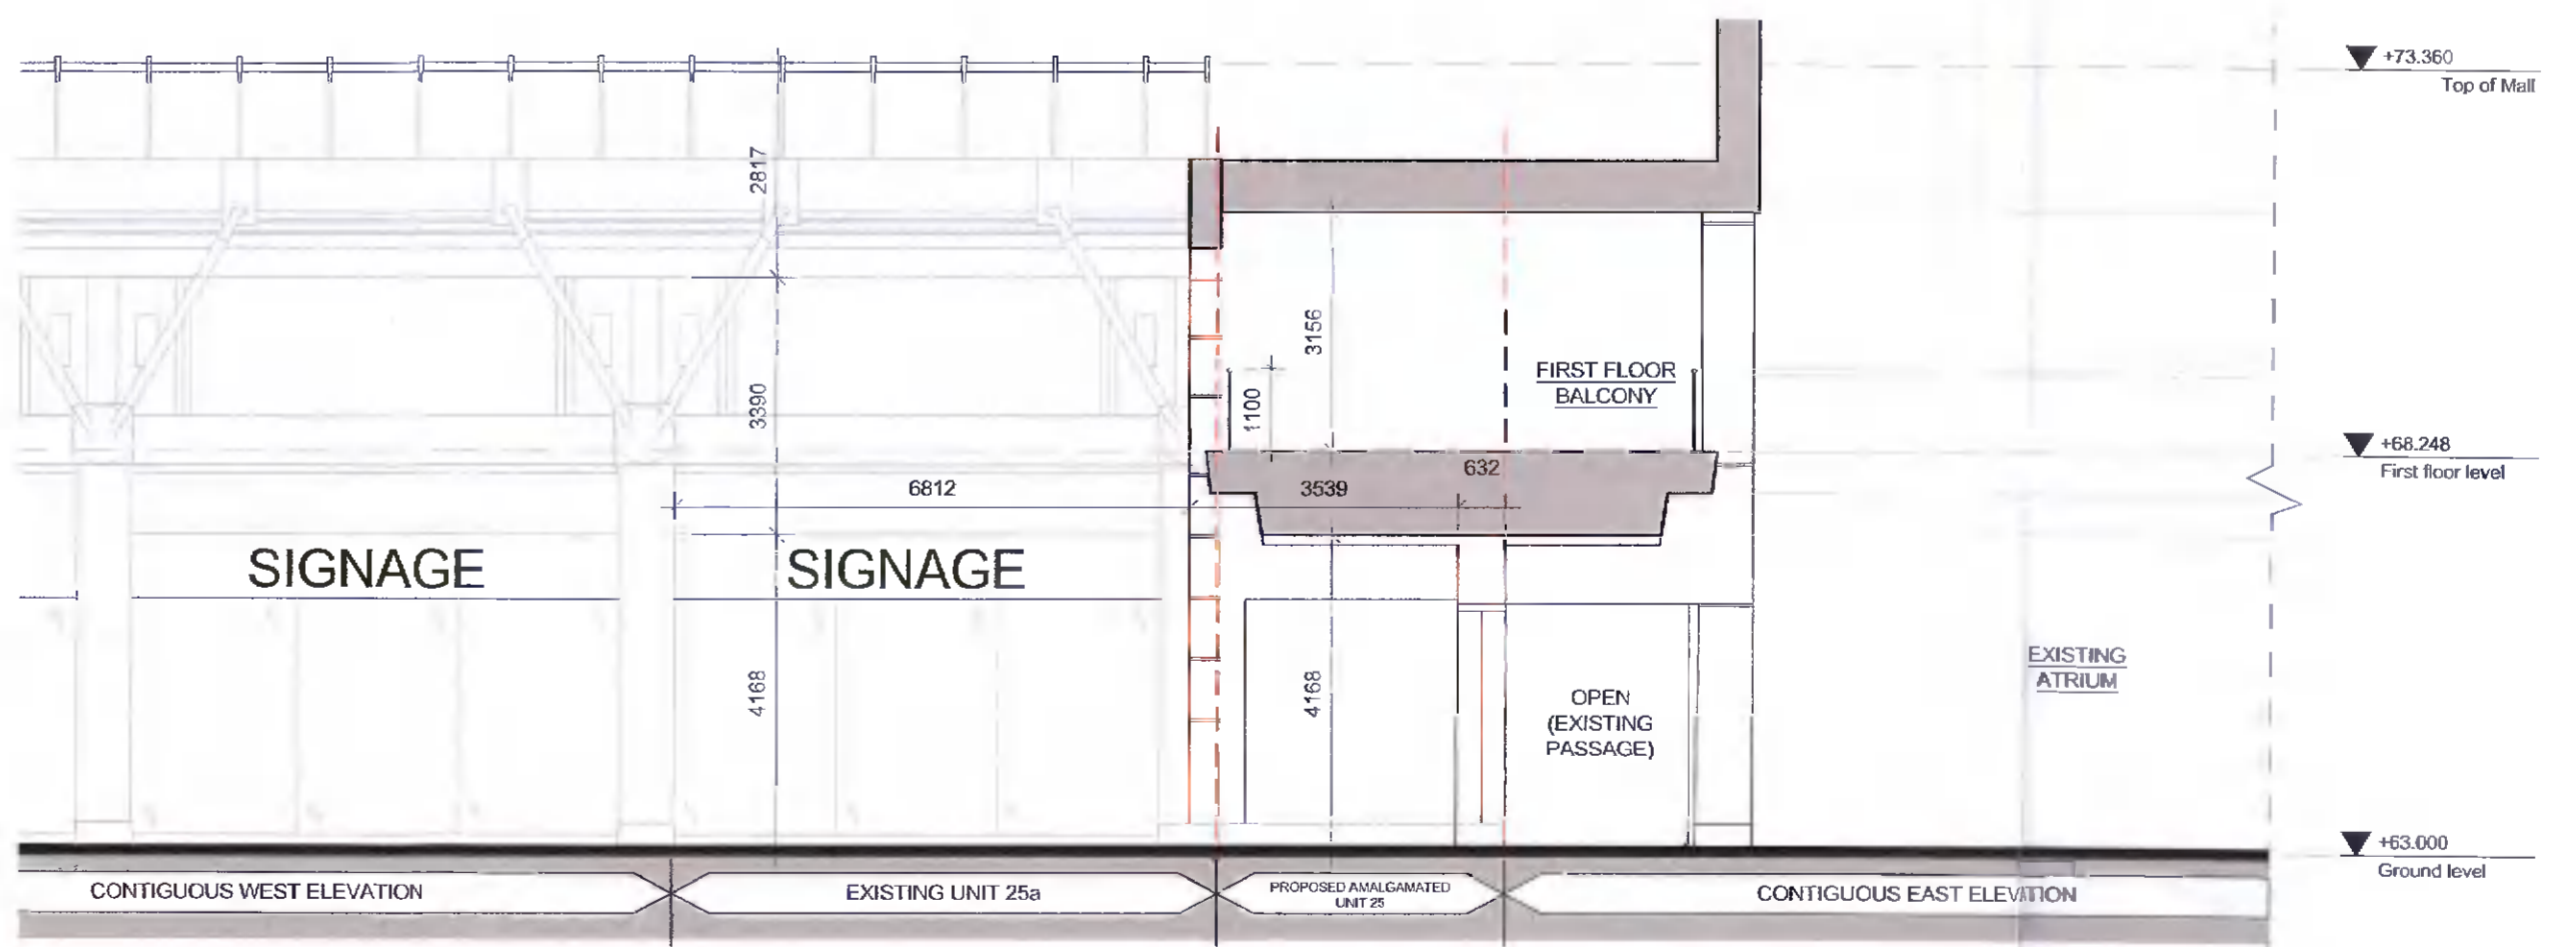 +73.360
Top of Mall
2817
3156
3390
1100
FIRST FLOOR
BALCONY
+68.248
First floor level
632
6812
3539
SIGNAGE
SIGNAGE
4168
4168
OPEN
(EXISTING
PASSAGE)
EXISTING
ATRIUM
+63.000
Ground level
CONTIGUOUS WEST ELEVATION
EXISTING UNIT 25a
PROPOSED AMALGAMATED
UNIT 25
CONTIGUOUS EAST ELEVATION